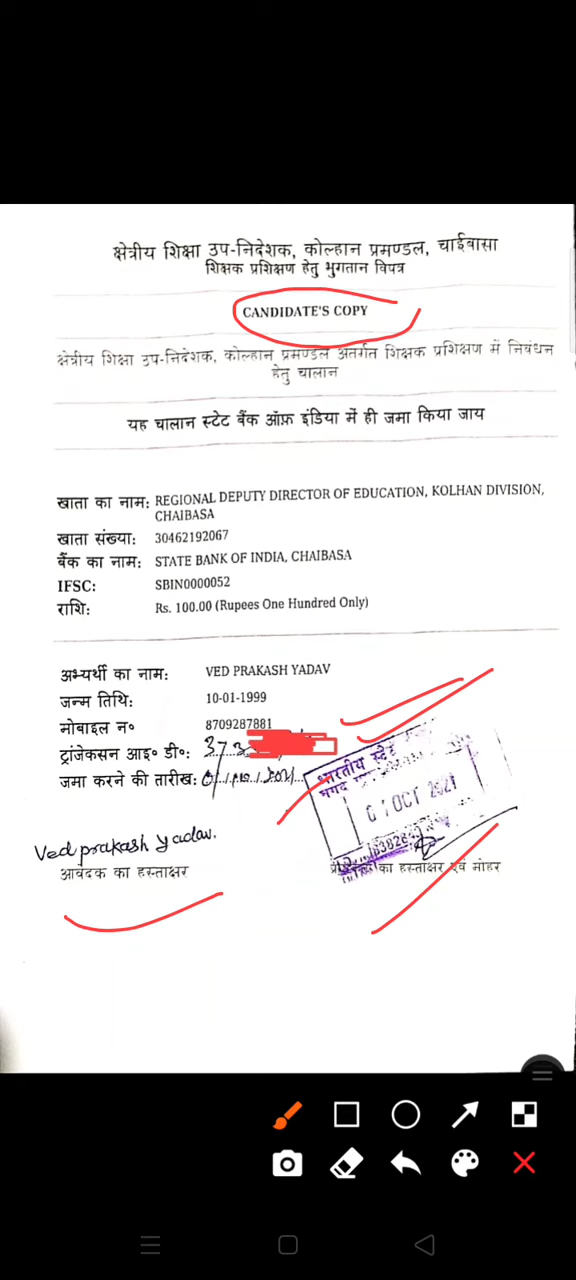 क्षेत्रीय शिक्षा उप-निदेशक, कोल्हान प्रमण्डल, चाईबासा
शिक्षक प्रशिक्षण हेतु भुगतान विपत्र
CANDIDATE'S COPY
क्षेत्रीय शिक्षा उप-निदेशक, कोल्हान प्रमण्डल अंतर्गत शिक्षक प्रशिक्षण में निबंधन
हेतु चालान
यह चालान स्टेट बैंक ऑफ़ इंडिया में ही जमा किया जाय
खाता का नाम: REGIONAL DEPUTY DIRECTOR OF EDUCATION, KOLHAN DIVISION,
CHAIBASA
खाता संख्या: 30462192067
बैंक का नाम: STATE BANK OF INDIA, CHAIBASA
IFSC: SBIN0000052
राशि: Rs. 100.00 (Rupees One Hundred Only)
अभ्यर्थी का नाम: VED PRAKASH YADAV
जन्म तिथि: 10-01-1999
मोबाइल न० 8709287881
ट्रांजेकसन आइ० डी०: 373
जमा करने की तारीख:
भारतीय स्टेट
OCT 2021
Ved prakash yadav.
आवेदक का हस्ताक्षर
का हस्ताक्षर एवं मोहर